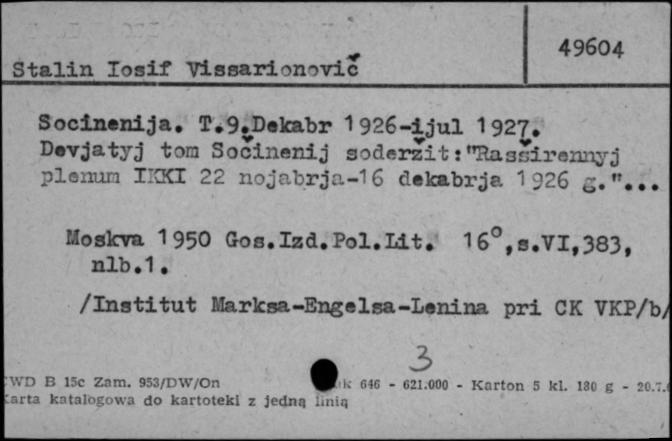 49604
Stalin Iosif Vissarionovič
Socinenija. T.9.Dekabr 1926-ijul 1927.
Devjatyj tom Sočinenij soderžit:"Rasširennyj
plenum IKKI 22 nojabrja-16 dekabrja 1926 g."...
Moskva 1950 Gos.Izd.Pol.Lit. 16°,s.VI,383,
nlb.1.
/Institut Marksa-Engelsa-Lenina pri CK VKP/b/
3
WD B 15c Zam. 953/DW/On 646 - 621.000 - Karton 5 kl. 180 g - 20.7.
Karta katalogowa do kartoteki z jedną linią